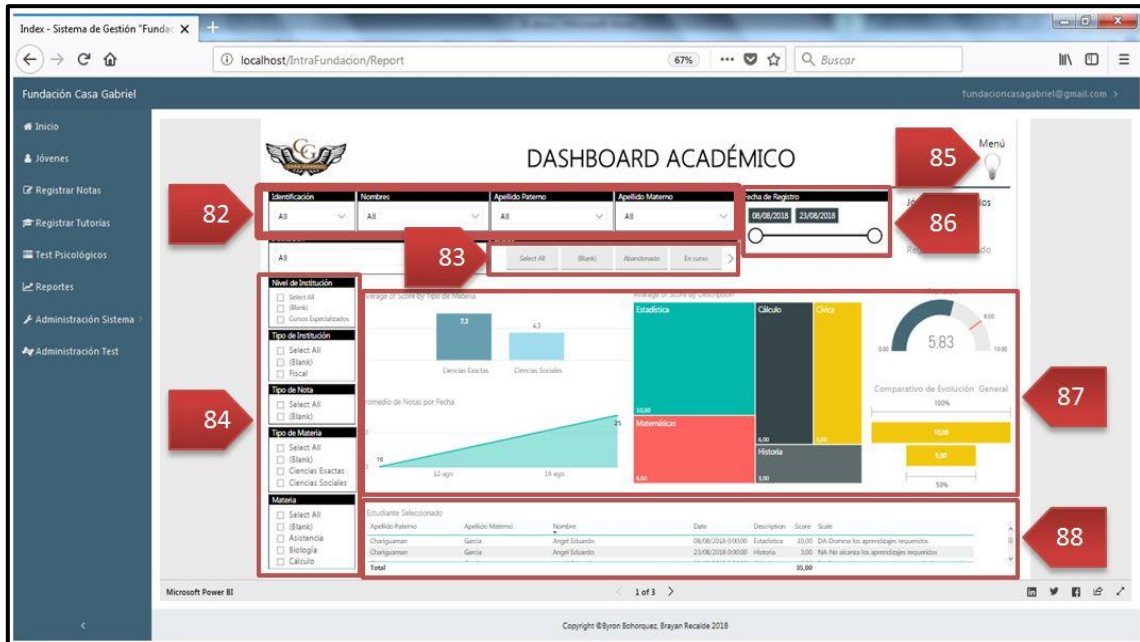 Index - Sistema de Gestión "Fundac
localhost/IntraFundacion/Report
67%
Buscar
Fundación Casa Gabriel
fundacioncasagabriel@gmail.com
Inicio
Jóvenes
Registrar Notas
Registrar Tutorías
Test Psicológicos
Reportes
Administración Sistema
Administración Test
CG
CASA GABRIEL
DASHBOARD ACADÉMICO
Menú
85
82
Identificación
Nombres
Apellido Paterno
Apellido Materno
All
All
All
All
Fecha de Registro
08/08/2018
23/08/2018
86
All
83
Select All
(Blank)
Abandonado
En curso
84
Nivel de Institución
Select All
(Blank)
Cursos Especializados
Tipo de Institución
Select All
(Blank)
Fiscal
Tipo de Nota
Select All
(Blank)
Tipo de Materia
Select All
(Blank)
Ciencias Exactas
Ciencias Sociales
Materia
Select All
(Blank)
Asistencia
Biología
Cálculo
Average of Score by Tipo de Materia
7,3
4,3
Ciencias Exactas
Ciencias Sociales
Promedio de Notas por Fecha
18
25
12 ago
19 ago
Average of Score by Description
Estadística
10,00
Matemáticas
6,00
Cálculo
6,00
Cívica
Historia
3,00
0,00
5,83
8,00
10,00
Comparativo de Evolución General
100%
10,00
50%
87
Estudiante Seleccionado
Apellido Paterno Apellido Materno Nombre Date Description Score Scale
Chariguaman Garcia Angel Eduardo 08/08/2018 0:00:00 Estadística 10,00 DA-Domina los aprendizajes requeridos
Chariguaman Garcia Angel Eduardo 23/08/2018 0:00:00 Historia 3,00 NA-No alcanza los aprendizajes requeridos
Total 35,00
88
Microsoft Power BI
1 of 3
Copyright ©Byron Bohorquez, Brayan Recalde 2018